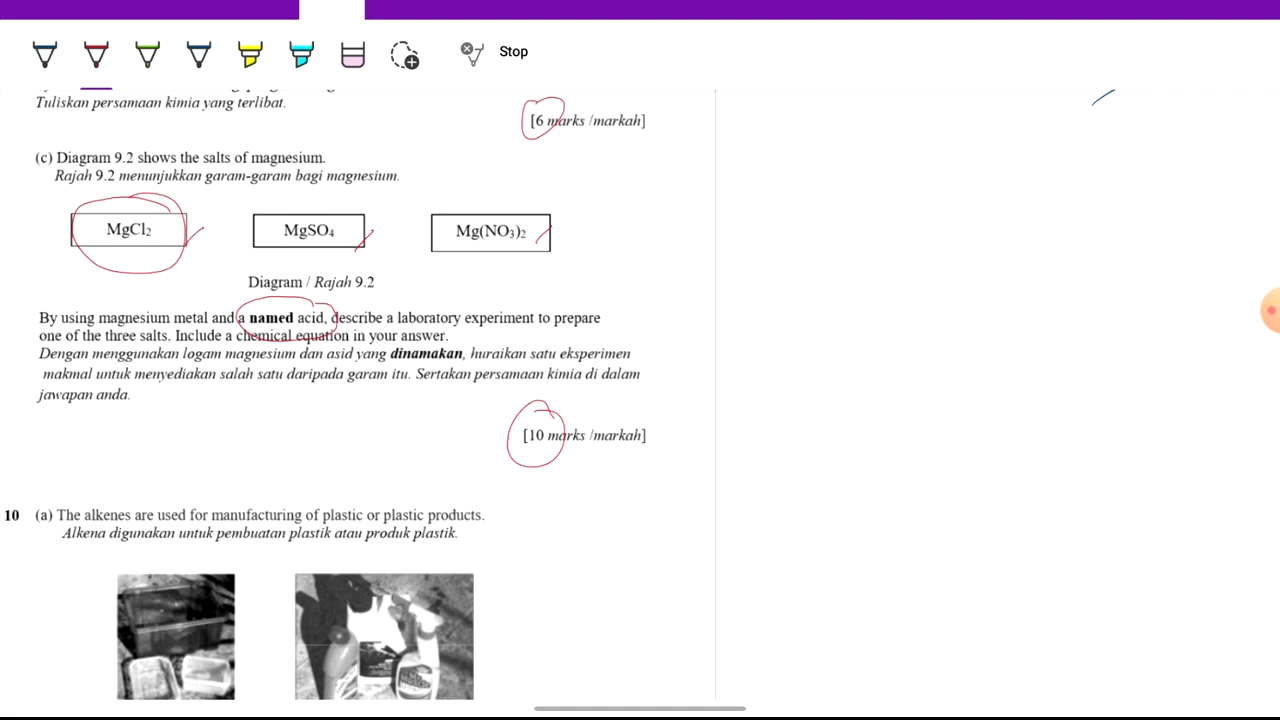 Stop
Tuliskan persamaan kimia yang terlibat.
[6 marks /markah]
(c) Diagram 9.2 shows the salts of magnesium.
Rajah 9.2 menunjukkan garam-garam bagi magnesium.
MgCl₂ MgSO₄ Mg(NO₃)₂
Diagram / Rajah 9.2
By using magnesium metal and a named acid, describe a laboratory experiment to prepare
one of the three salts. Include a chemical equation in your answer.
Dengan menggunakan logam magnesium dan asid yang dinamakan, huraikan satu eksperimen
makmal untuk menyediakan salah satu daripada garam itu. Sertakan persamaan kimia di dalam
jawapan anda.
[10 marks /markah]
10 (a) The alkenes are used for manufacturing of plastic or plastic products.
Alkena digunakan untuk pembuatan plastik atau produk plastik.